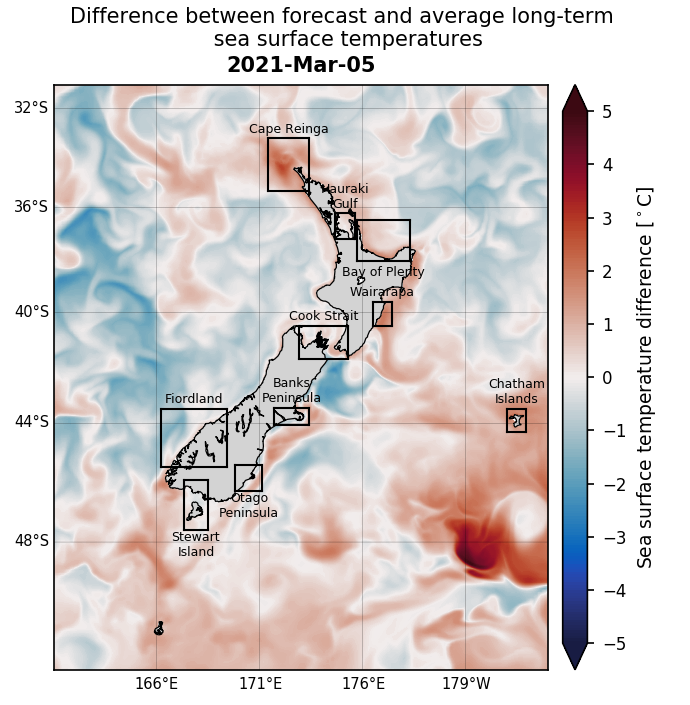 Difference between forecast and average long-term
sea surface temperatures
2021-Mar-05
32°S
36°S
40°S
44°S
48°S
166°E
171°E
176°E
179°W
Cape Reinga
Hauraki
Gulf
Bay of Plenty
Wairarapa
Cook Strait
Banks
Peninsula
Fiordland
Chatham
Islands
Otago
Peninsula
Stewart
Island
5
4
3
2
1
0
−1
−2
−3
−4
−5
Sea surface temperature difference [°C]